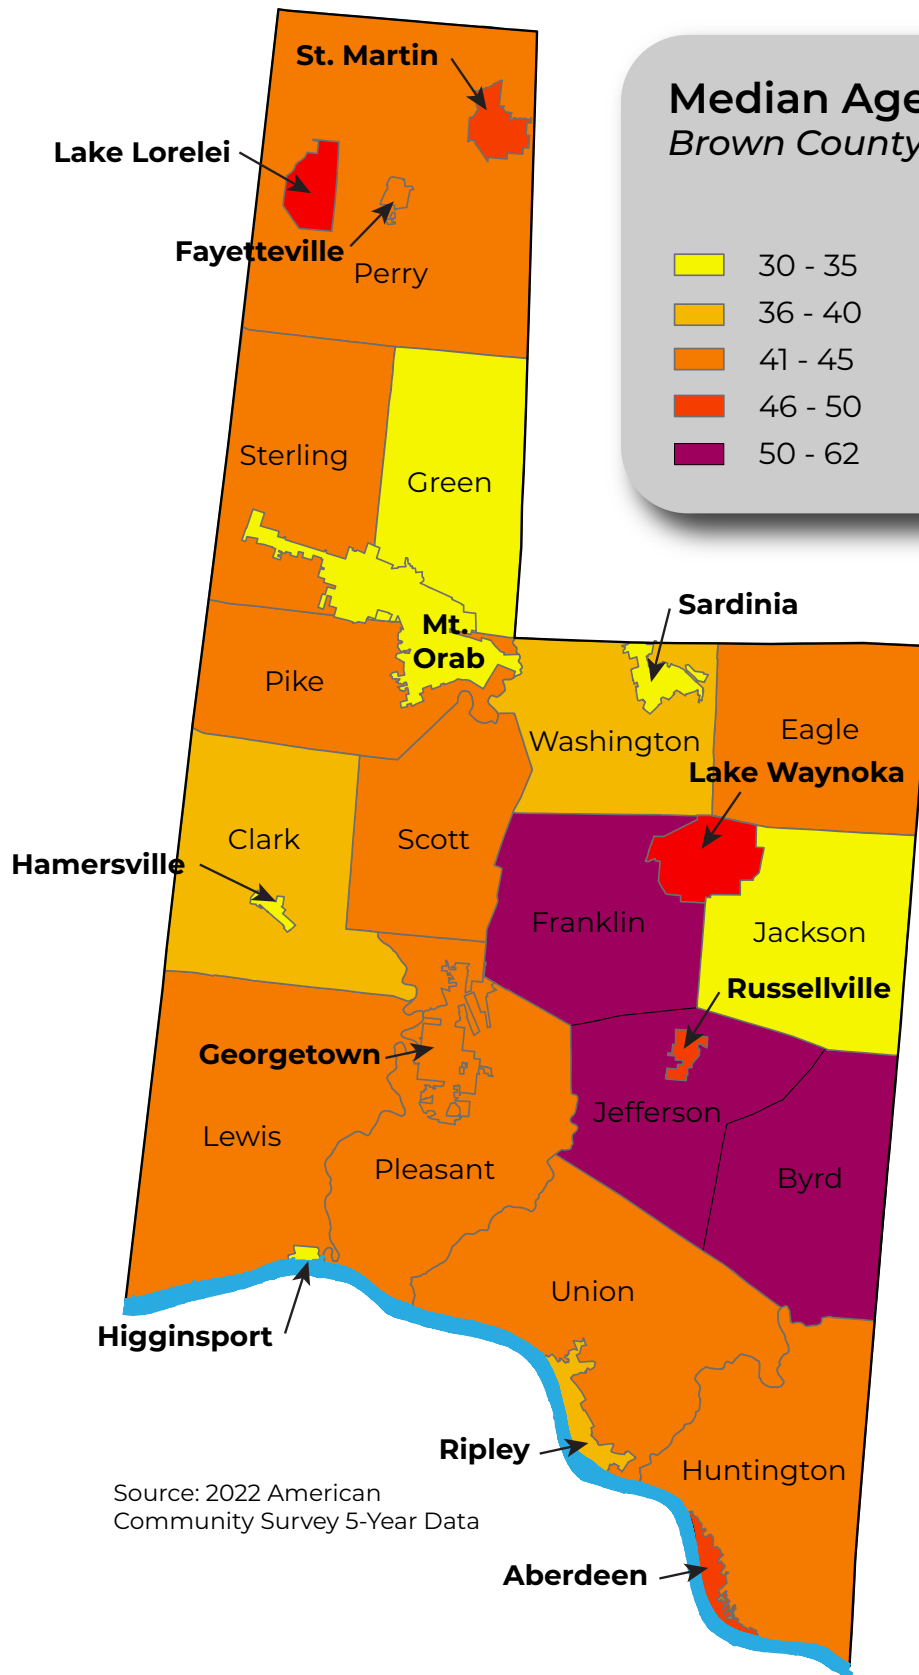 St. Martin
Median Age
Brown County
Lake Lorelei
Fayetteville
Perry
30 - 35
36 - 40
41 - 45
46 - 50
50 - 62
Sterling
Green
Sardinia
Mt.
Orab
Pike
Washington
Eagle
Lake Waynoka
Clark
Scott
Hamersville
Franklin
Jackson
Russellville
Georgetown
Jefferson
Lewis
Pleasant
Byrd
Union
Higginsport
Ripley
Huntington
Source: 2022 American
Community Survey 5-Year Data
Aberdeen